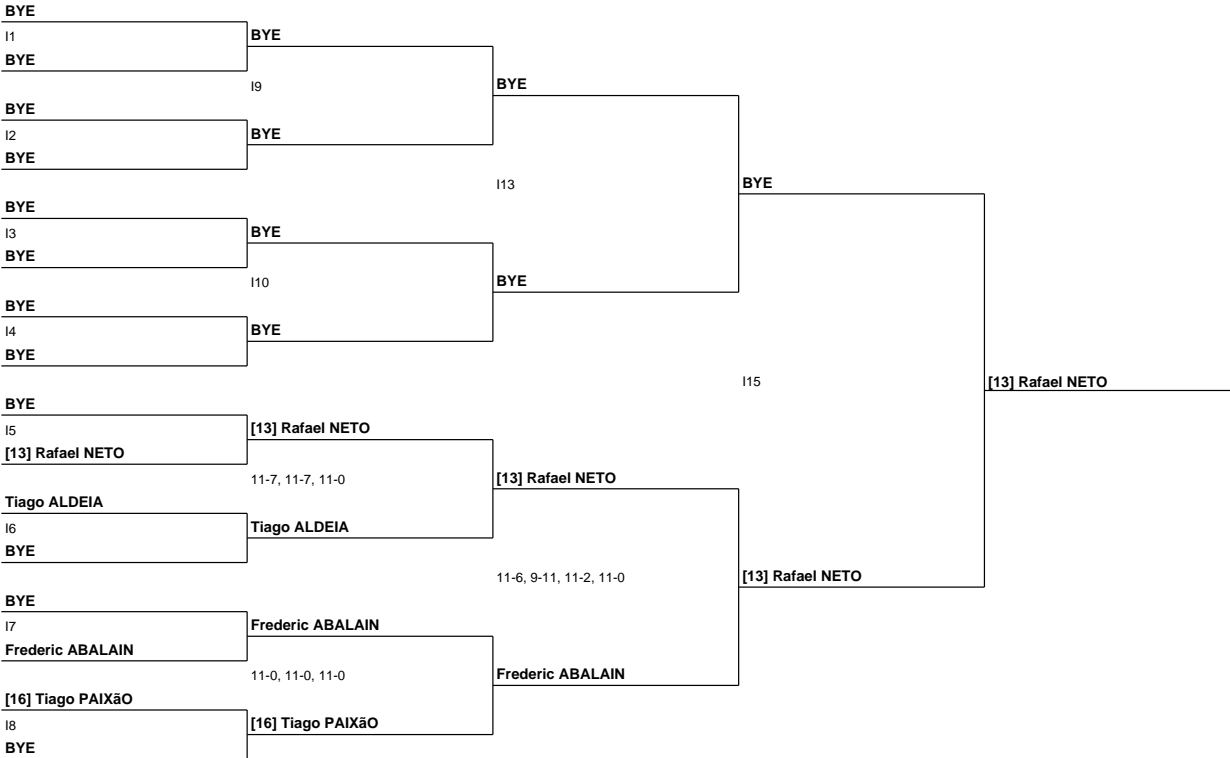 BYE
I1
BYE
BYE
I9
BYE
BYE
I2
BYE
BYE
I13
BYE
BYE
I3
BYE
BYE
I10
BYE
BYE
I4
BYE
BYE
I15
[13] Rafael NETO
BYE
I5
[13] Rafael NETO
[13] Rafael NETO
11-7, 11-7, 11-0
[13] Rafael NETO
Tiago ALDEIA
I6
Tiago ALDEIA
BYE
11-6, 9-11, 11-2, 11-0
[13] Rafael NETO
BYE
I7
Frederic ABALAIN
Frederic ABALAIN
11-0, 11-0, 11-0
Frederic ABALAIN
[16] Tiago PAIXãO
I8
[16] Tiago PAIXãO
BYE